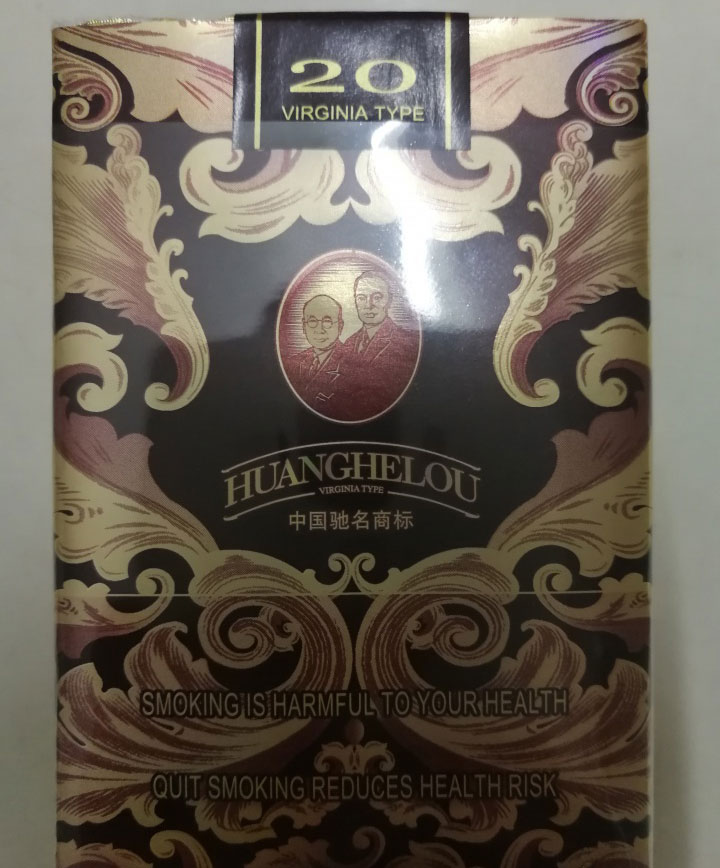 20
VIRGINIA TYPE
HUANGHELOU
VIRGINIA TYPE
中国驰名商标
SMOKING IS HARMFUL TO YOUR HEALTH
QUIT SMOKING REDUCES HEALTH RISK